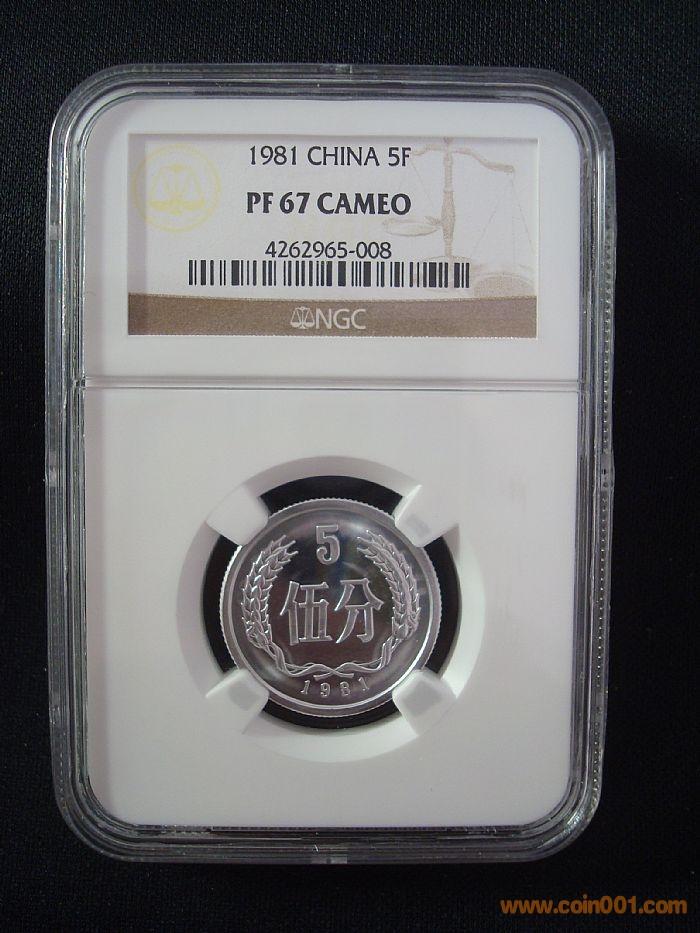 1981 CHINA 5F
PF 67 CAMEO
4262965-008
NGC
5
伍分
1981
www.coin001.com